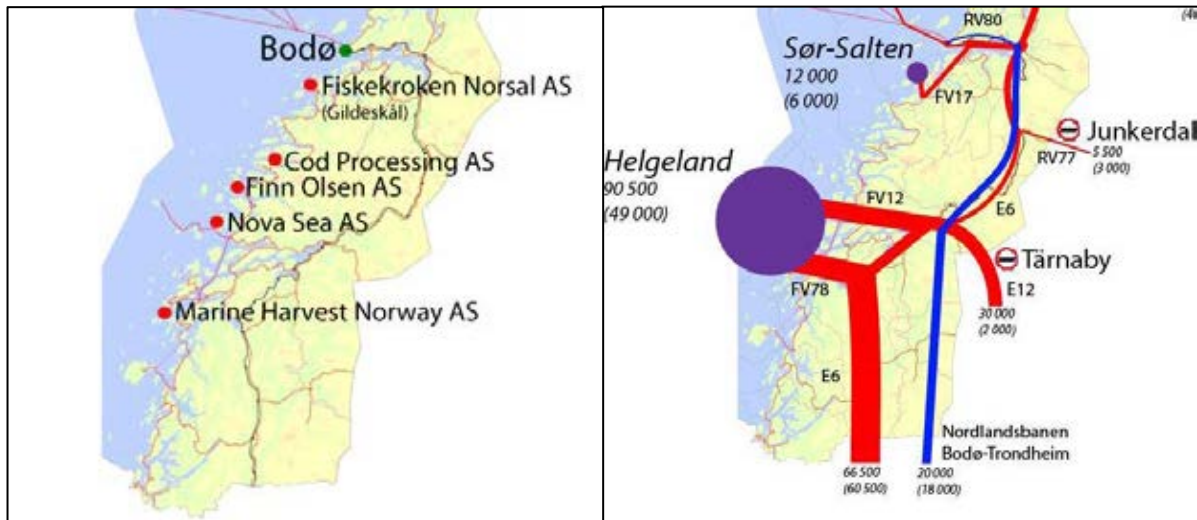 Bodø
Fiskekroken Norsal AS
(Gildeskål)
Cod Processing AS
Finn Olsen AS
Nova Sea AS
Marine Harvest Norway AS
RV80
Sør-Salten
12 000
(6 000)
FV17
Junkerdal
5 500
(3 000)
RV77
Helgeland
90 500
(49 000)
FV12
E6
Tärnaby
E12
30 000
(2 000)
FV78
E6
Nordlandsbanen
Bodø-Trondheim
66 500
(60 500)
20 000
(18 000)